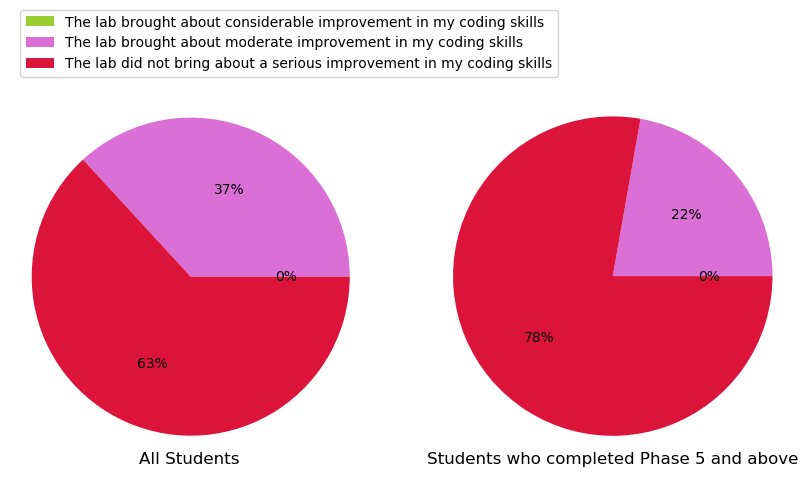 The lab brought about considerable improvement in my coding skills
The lab brought about moderate improvement in my coding skills
The lab did not bring about a serious improvement in my coding skills
37%
0%
63%
All Students
22%
0%
78%
Students who completed Phase 5 and above